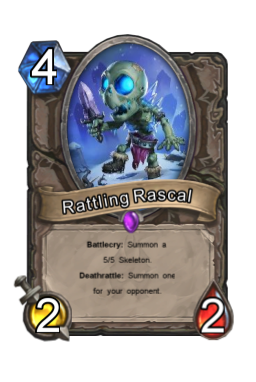 4
Rattling Rascal
Battlecry: Summon a
5/5 Skeleton.
Deathrattle: Summon one
for your opponent.
2 2